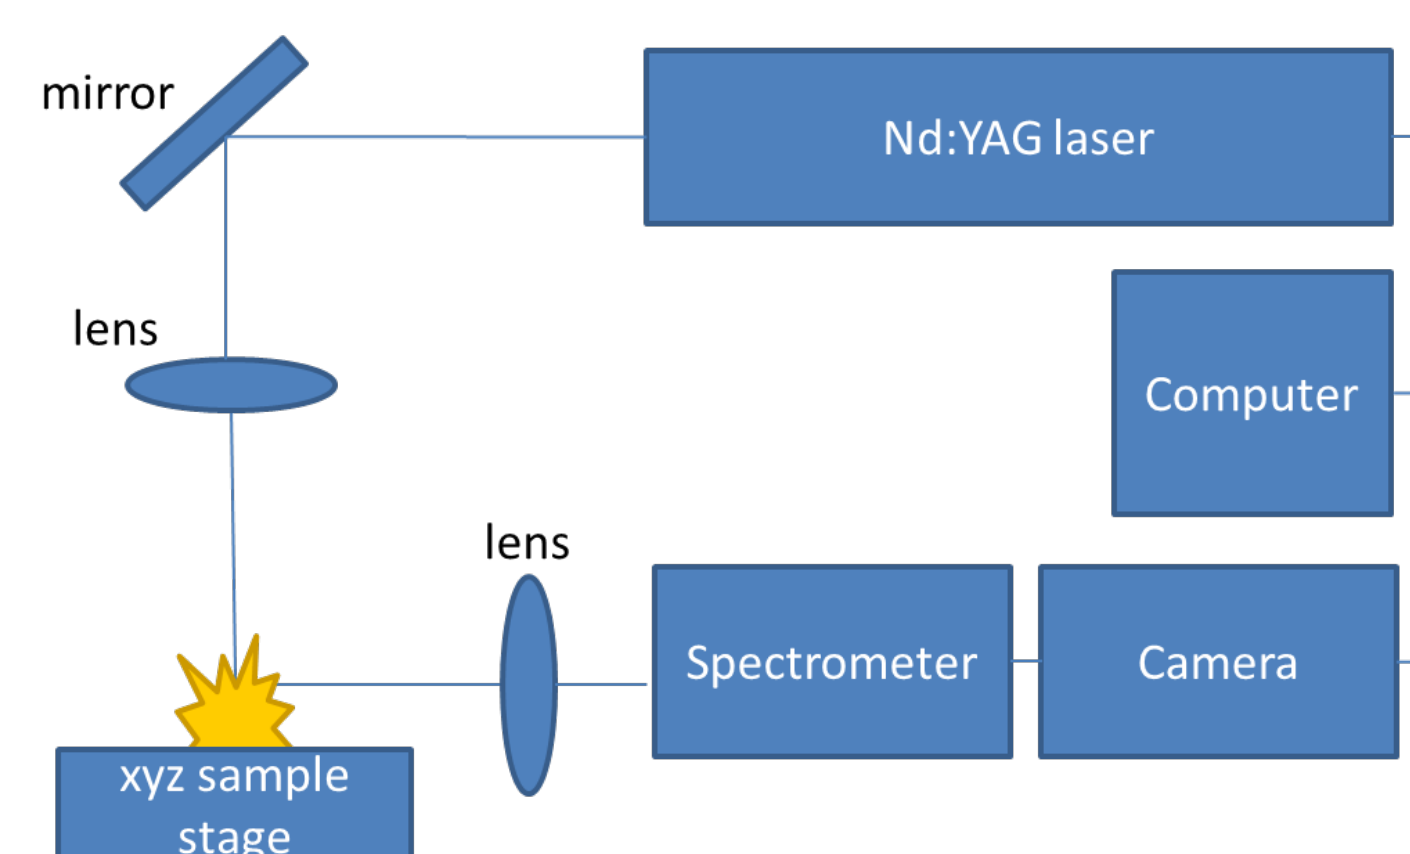 mirror
Nd:YAG laser
lens
Computer
lens
Spectrometer
Camera
xyz sample
stage